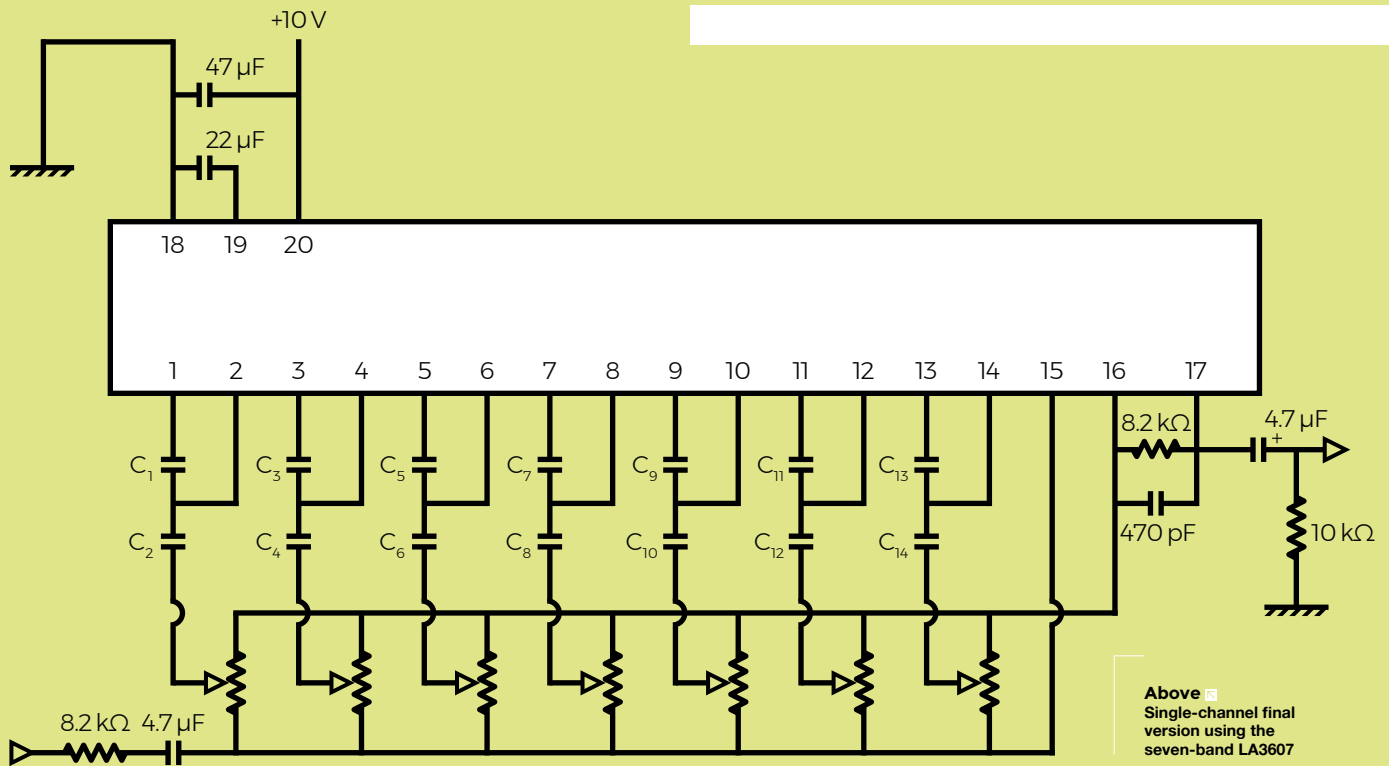 +10 V
47 µF
22 µF
18 19 20
1 2 3 4 5 6 7 8 9 10 11 12 13 14 15 16 17
8.2 kΩ 4.7 µF
+
C1 C3 C5 C7 C9 C11 C13
470 pF 10 kΩ
C2 C4 C6 C8 C10 C12 C14
8.2 kΩ 4.7 µF
Above
Single-channel final
version using the
seven-band LA3607